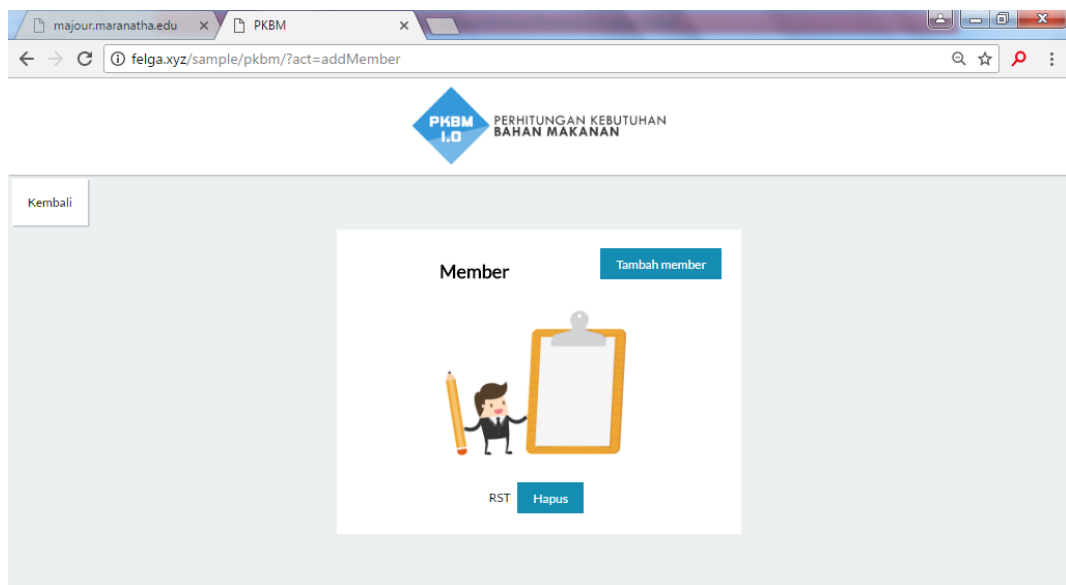 majour.maranatha.edu
PKBM
felga.xyz/sample/pkbm/?act=addMember
PKBM 1.0
PERHITUNGAN KEBUTUHAN
BAHAN MAKANAN
Kembali
Member
Tambah member
RST
Hapus